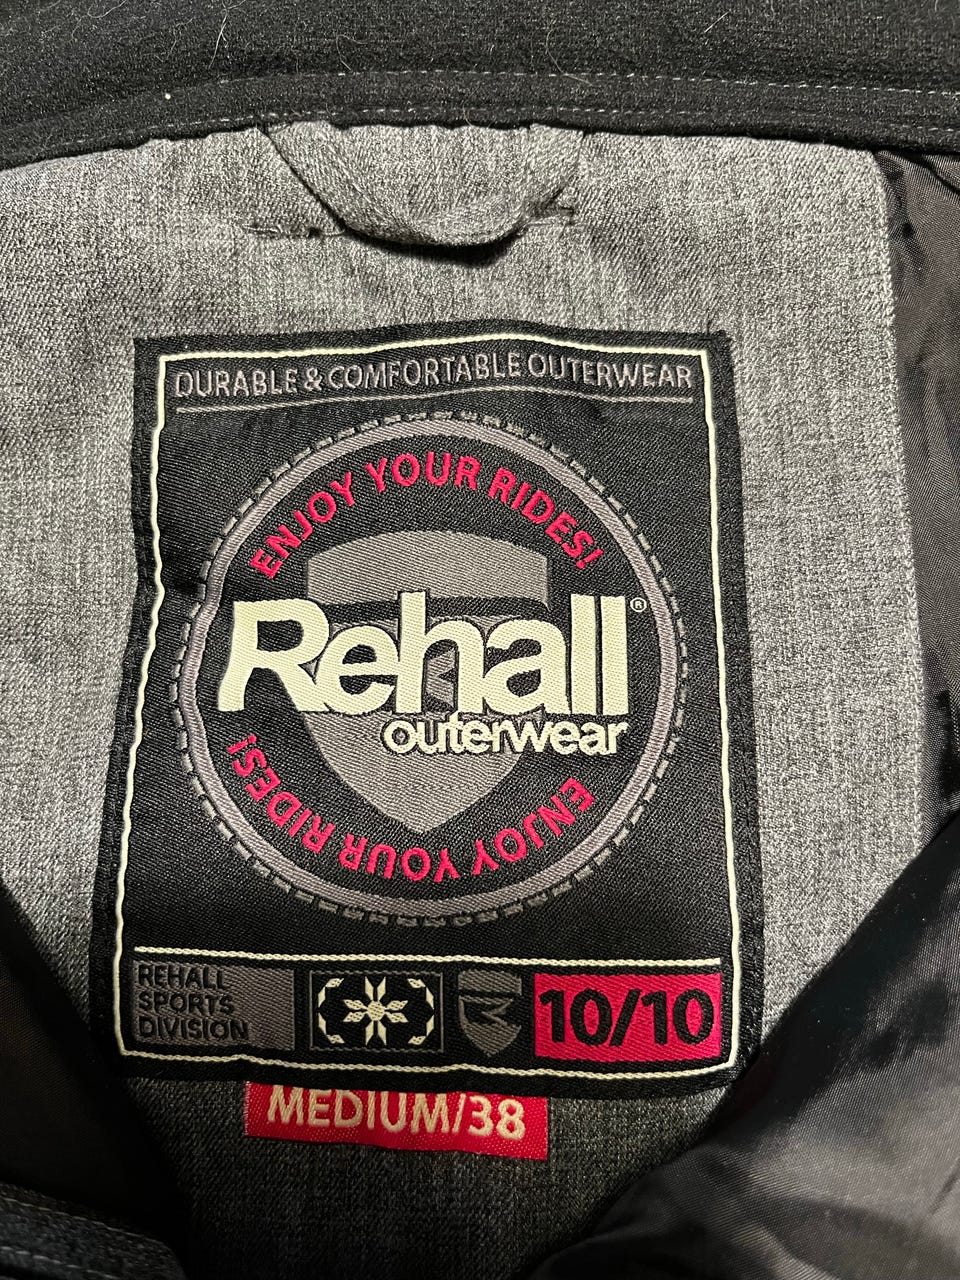 DURABLE & COMFORTABLE OUTERWEAR
ENJOY YOUR RIDES!
Rehall®
outerwear
ENJOY YOUR RIDES!
REHALL
SPORTS
DIVISION
10/10
MEDIUM/38